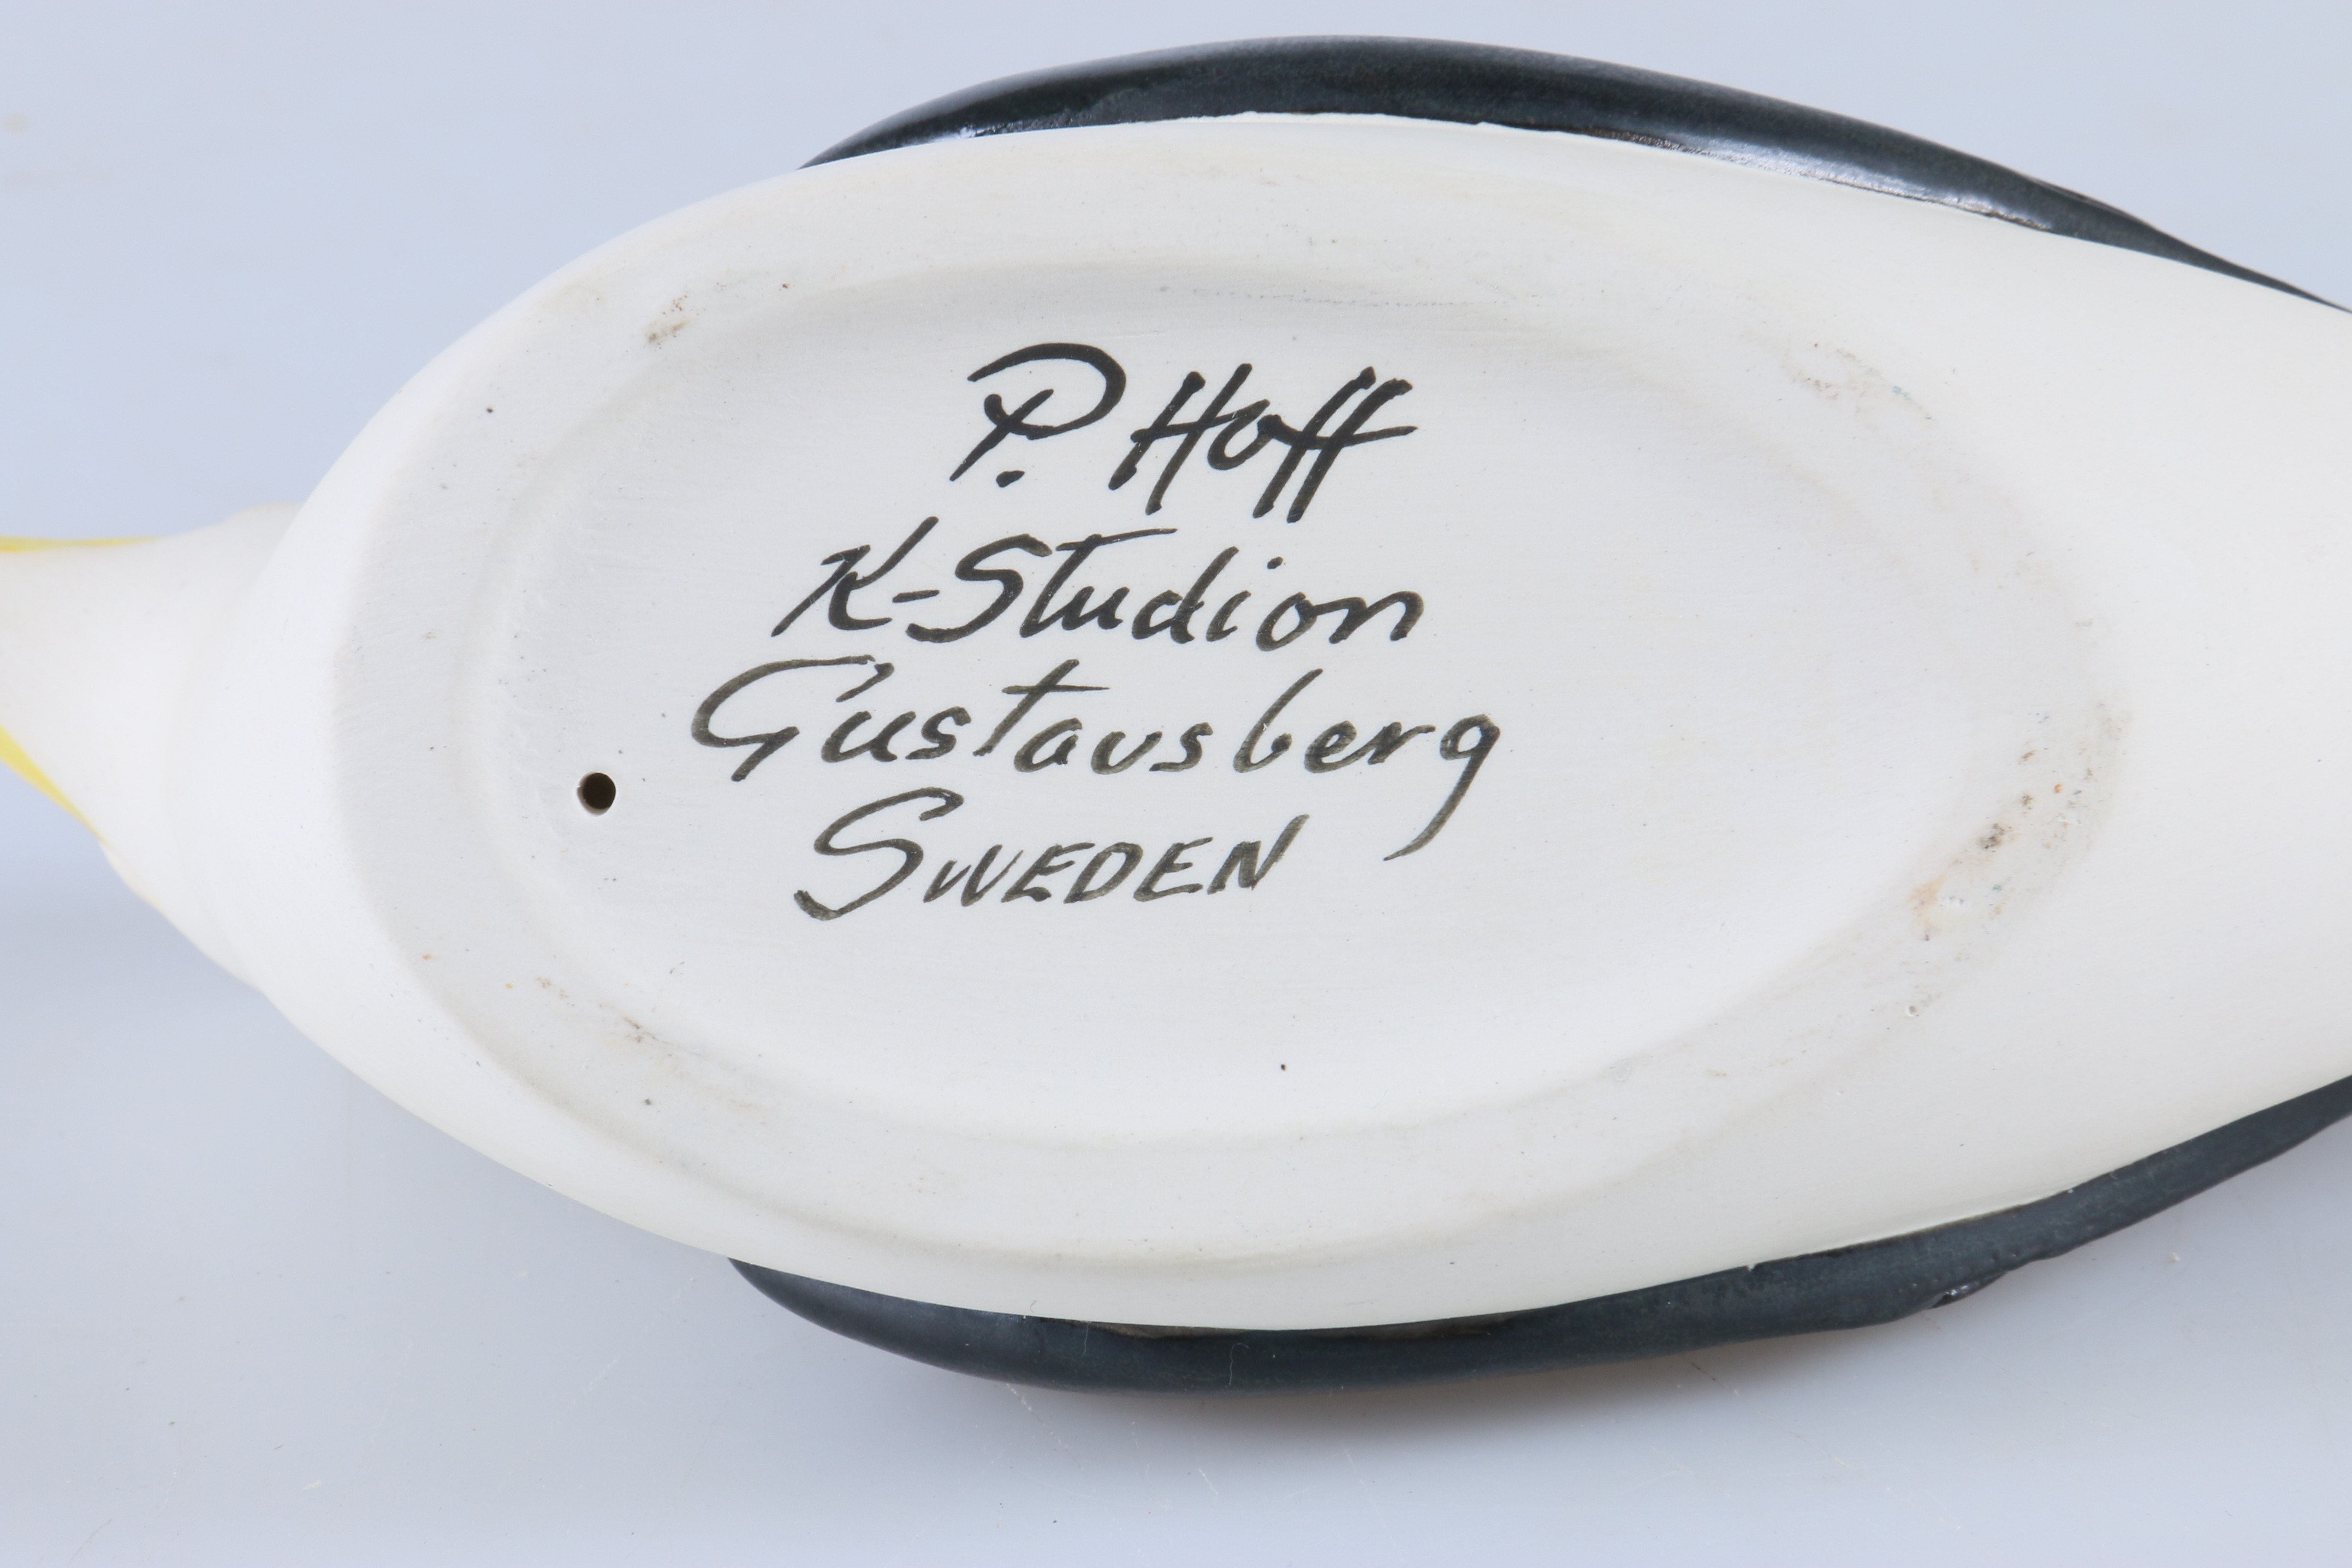 P. Hoff
K-Studion
Gustavsberg
SWEDEN